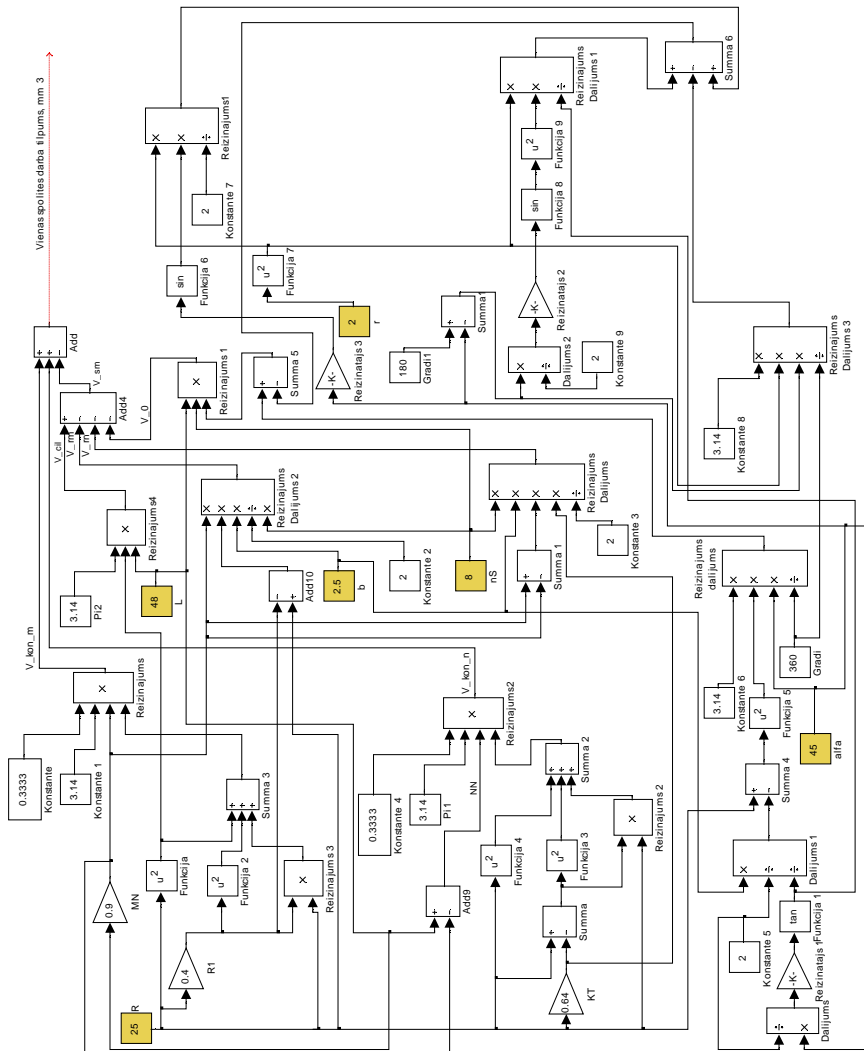 Vienas spolites darba tilpums, mm 3
Add
V_sm
Add4
V_cil
V_rm
V_0
V_kon_m
Reizinajums
0.3333
Konstante
3.14
Konstante 1
0.9
MN
3.14
Pi2
Reizinajums4
48
L
Reizinajums 1
Summa 5
u²
Funkcija
u²
Funkcija 2
Summa 3
Reizinajums 3
0.4
R1
25
R
Add10
Reizinajums
Dalijums 2
2.5
b
2
Konstante 2
8
nS
Reizinajums
Dalijums
2
Konstante 3
Summa 1
V_kon_n
Reizinajums2
NN
0.3333
Konstante 4
3.14
Pi1
Add9
u²
Funkcija 4
u²
Funkcija 3
Summa 2
Reizinajums 2
Summa
0.64
KT
Reizinajums1
2
Konstante 7
sin
Funkcija 6
u²
Funkcija 7
2
r
-K-
Reizinatajs 3
180
Gradi1
Summa1
Dalijums 2
2
Konstante 9
-K-
Reizinatajs 2
sin
Funkcija 8
u²
Funkcija 9
Reizinajums
Dalijums 1
Summa 6
3.14
Konstante 8
Reizinajums
Dalijums 3
Reizinajums
dalijums
3.14
Konstante 6
360
Gradi
u²
Funkcija 5
45
alfa
Summa 4
Dalijums 1
2
Konstante 5
tan
Funkcija 1
-K-
Reizinatajs 1
Dalijums